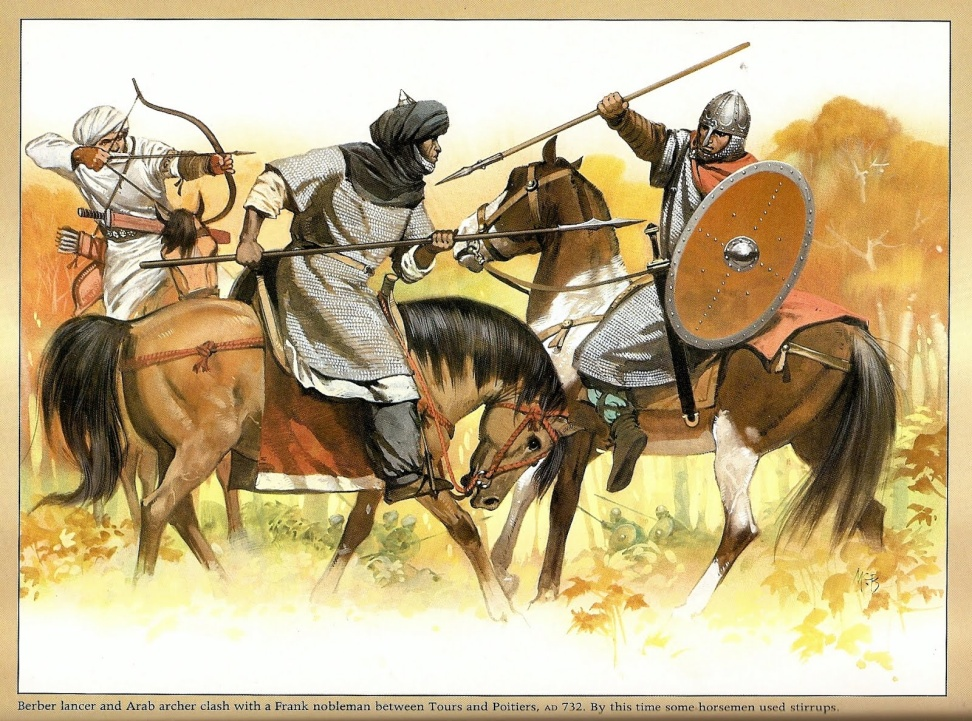 Berber lancer and Arab archer clash with a Frank nobleman between Tours and Poitiers, AD 732. By this time some horsemen used stirrups.